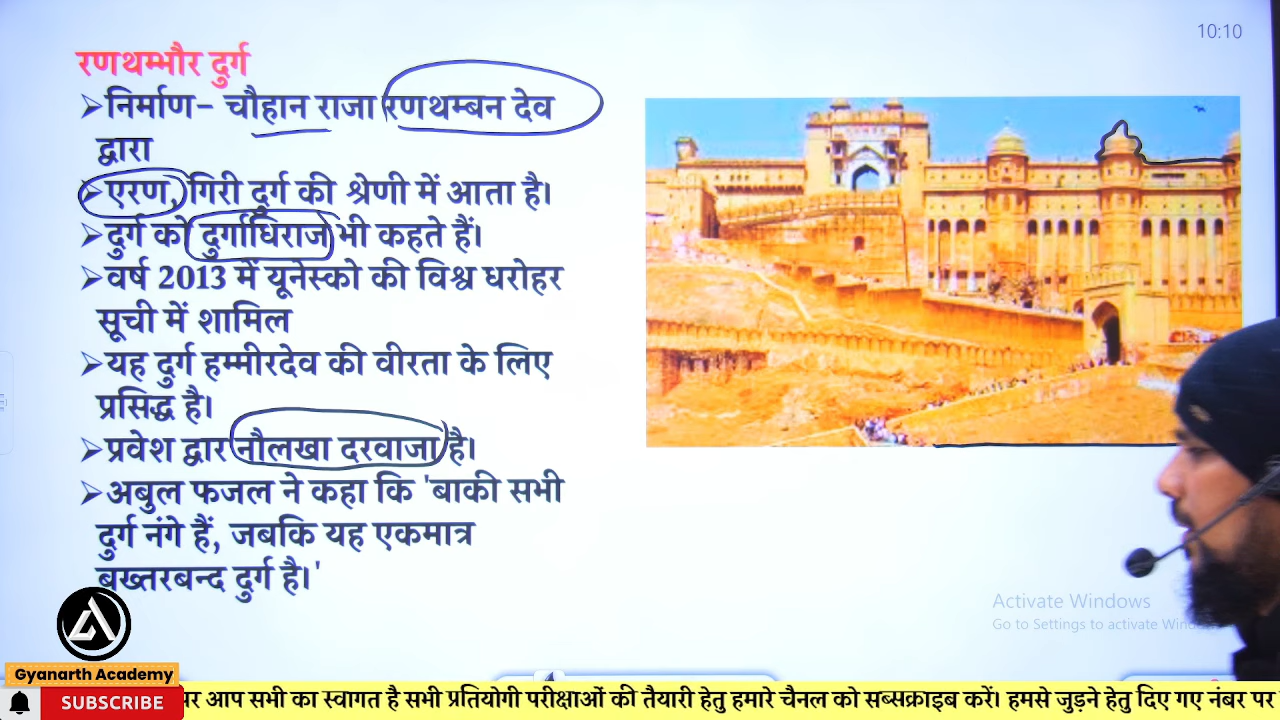 10:10
रणथम्भौर दुर्ग
➤निर्माण- चौहान राजा रणथम्बन देव
द्वारा
➤एरण, गिरी दुर्ग की श्रेणी में आता है।
➤दुर्ग को दुर्गाधिराज भी कहते हैं।
➤वर्ष 2013 में यूनेस्को की विश्व धरोहर
सूची में शामिल
➤यह दुर्ग हम्मीरदेव की वीरता के लिए
प्रसिद्ध है।
➤प्रवेश द्वार नौलखा दरवाजा है।
➤अबुल फजल ने कहा कि 'बाकी सभी
दुर्ग नंगे हैं, जबकि यह एकमात्र
बख्तरबन्द दुर्ग है।'
Activate Windows
Go to Settings to activate
Gyanarth Academy
SUBSCRIBE
पर आप सभी का स्वागत है सभी प्रतियोगी परीक्षाओं की तैयारी हेतु हमारे चैनल को सब्सक्राइब करें। हमसे जुड़ने हेतु दिए गए नंबर पर